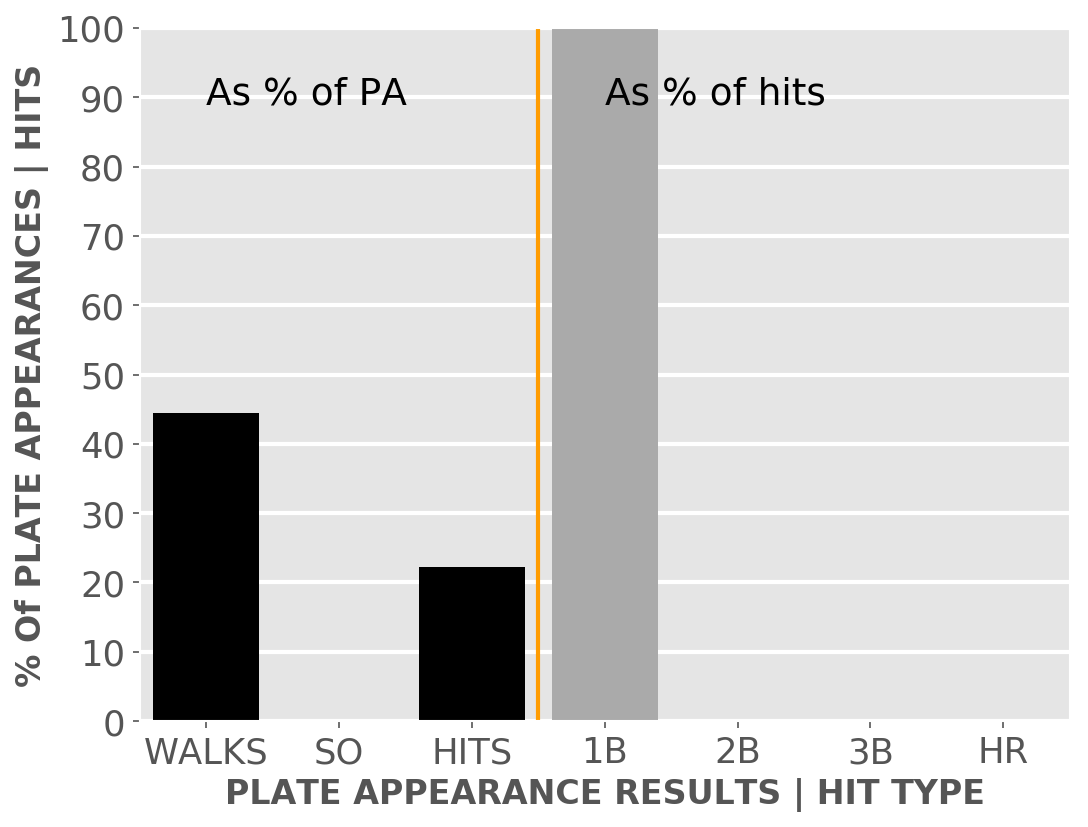 % Of PLATE APPEARANCES | HITS
100
90
80
70
60
50
40
30
20
10
0
As % of PA
As % of hits
WALKS SO HITS 1B 2B 3B HR
PLATE APPEARANCE RESULTS | HIT TYPE